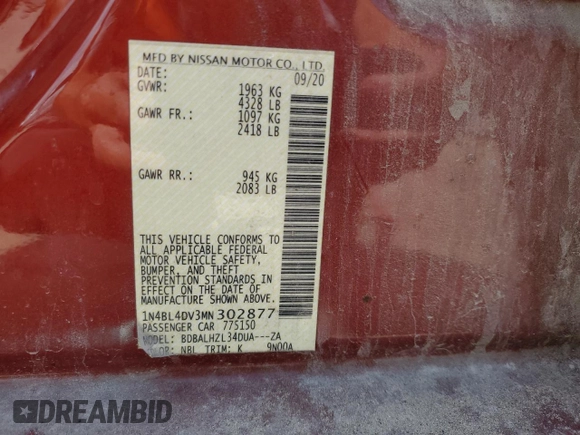 MFD BY NISSAN MOTOR CO., LTD.
DATE: 09/20
GVWR: 1963 KG
4328 LB
GAWR FR.: 1097 KG
2418 LB
GAWR RR.: 945 KG
2083 LB
THIS VEHICLE CONFORMS TO
ALL APPLICABLE FEDERAL
MOTOR VEHICLE SAFETY,
BUMPER, AND THEFT
PREVENTION STANDARDS IN
EFFECT ON THE DATE OF
MANUFACTURE SHOWN ABOVE.
1N4BL4DV3MN302877
PASSENGER CAR 775150
MODEL: BDBALHZL34DUA---ZA
NBL TRIM: K 9N00A
DREAMBID